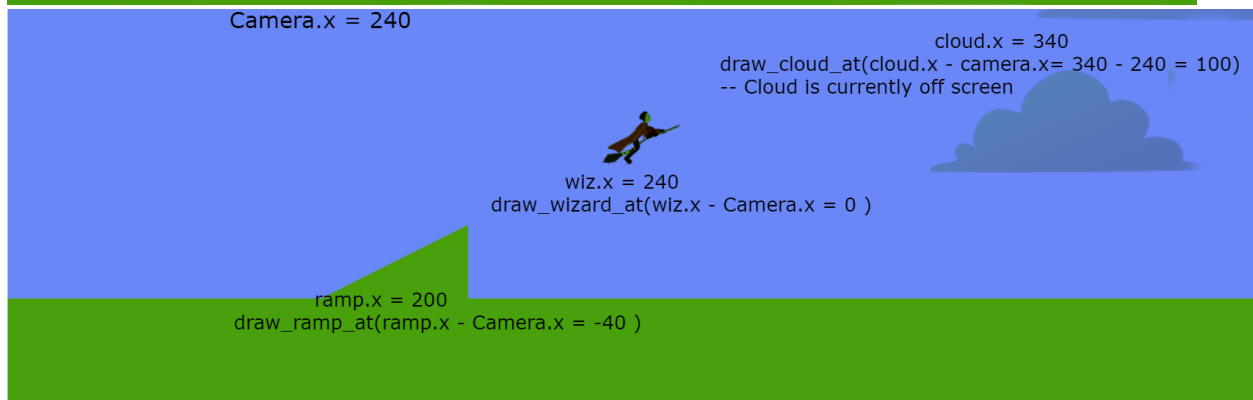 Camera.x = 240
cloud.x = 340
draw_cloud_at(cloud.x - camera.x= 340 - 240 = 100)
-- Cloud is currently off screen
wiz.x = 240
draw_wizard_at(wiz.x - Camera.x = 0 )
ramp.x = 200
draw_ramp_at(ramp.x - Camera.x = -40 )